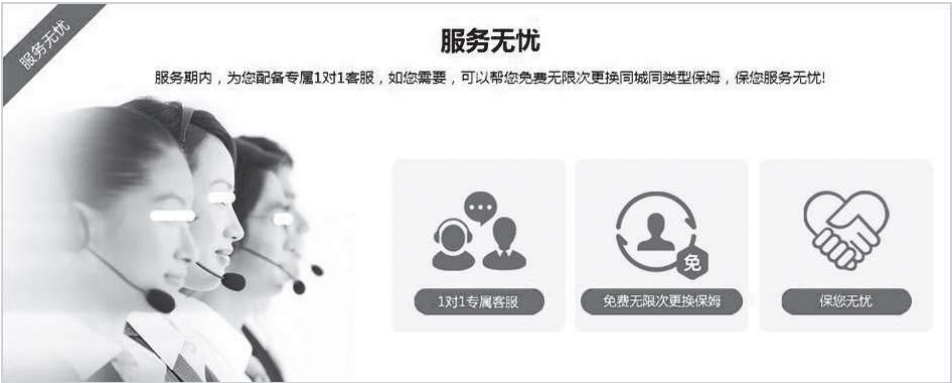 服务无忧
服务无忧
服务期内，为您配备专属1对1客服，如您需要，可以帮您免费无限次更换同城同类型保姆，保您服务无忧!
免
1对1专属客服
免费无限次更换保姆
保您无忧